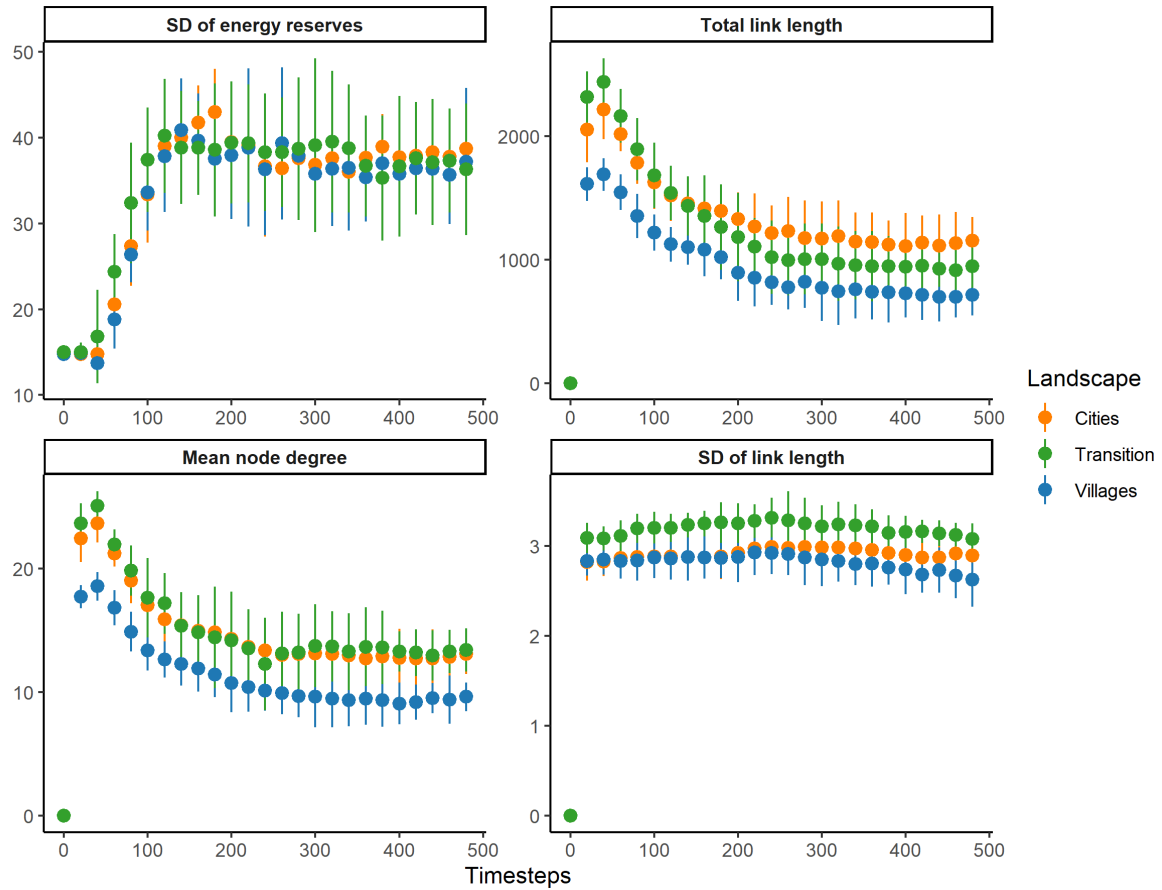 SD of energy reserves
Total link length
50
40
30
20
10
0 100 200 300 400 500
2000
1000
0
0 100 200 300 400 500
Mean node degree
SD of link length
20
10
0
0 100 200 300 400 500
3
2
1
0
0 100 200 300 400 500
Timesteps
Landscape
Cities
Transition
Villages